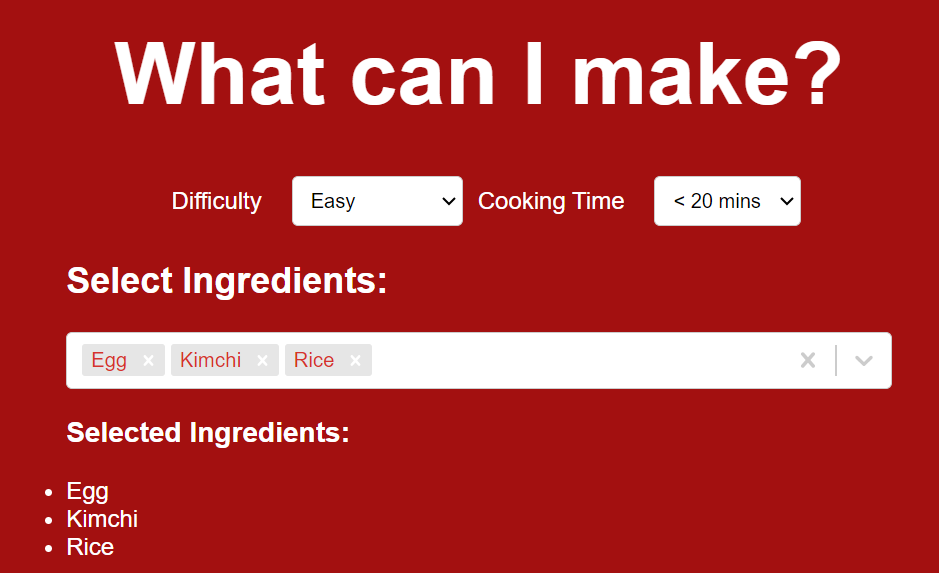 What can I make?
Difficulty Easy Cooking Time < 20 mins
Select Ingredients:
Egg Kimchi Rice
Selected Ingredients:
Egg
Kimchi
Rice